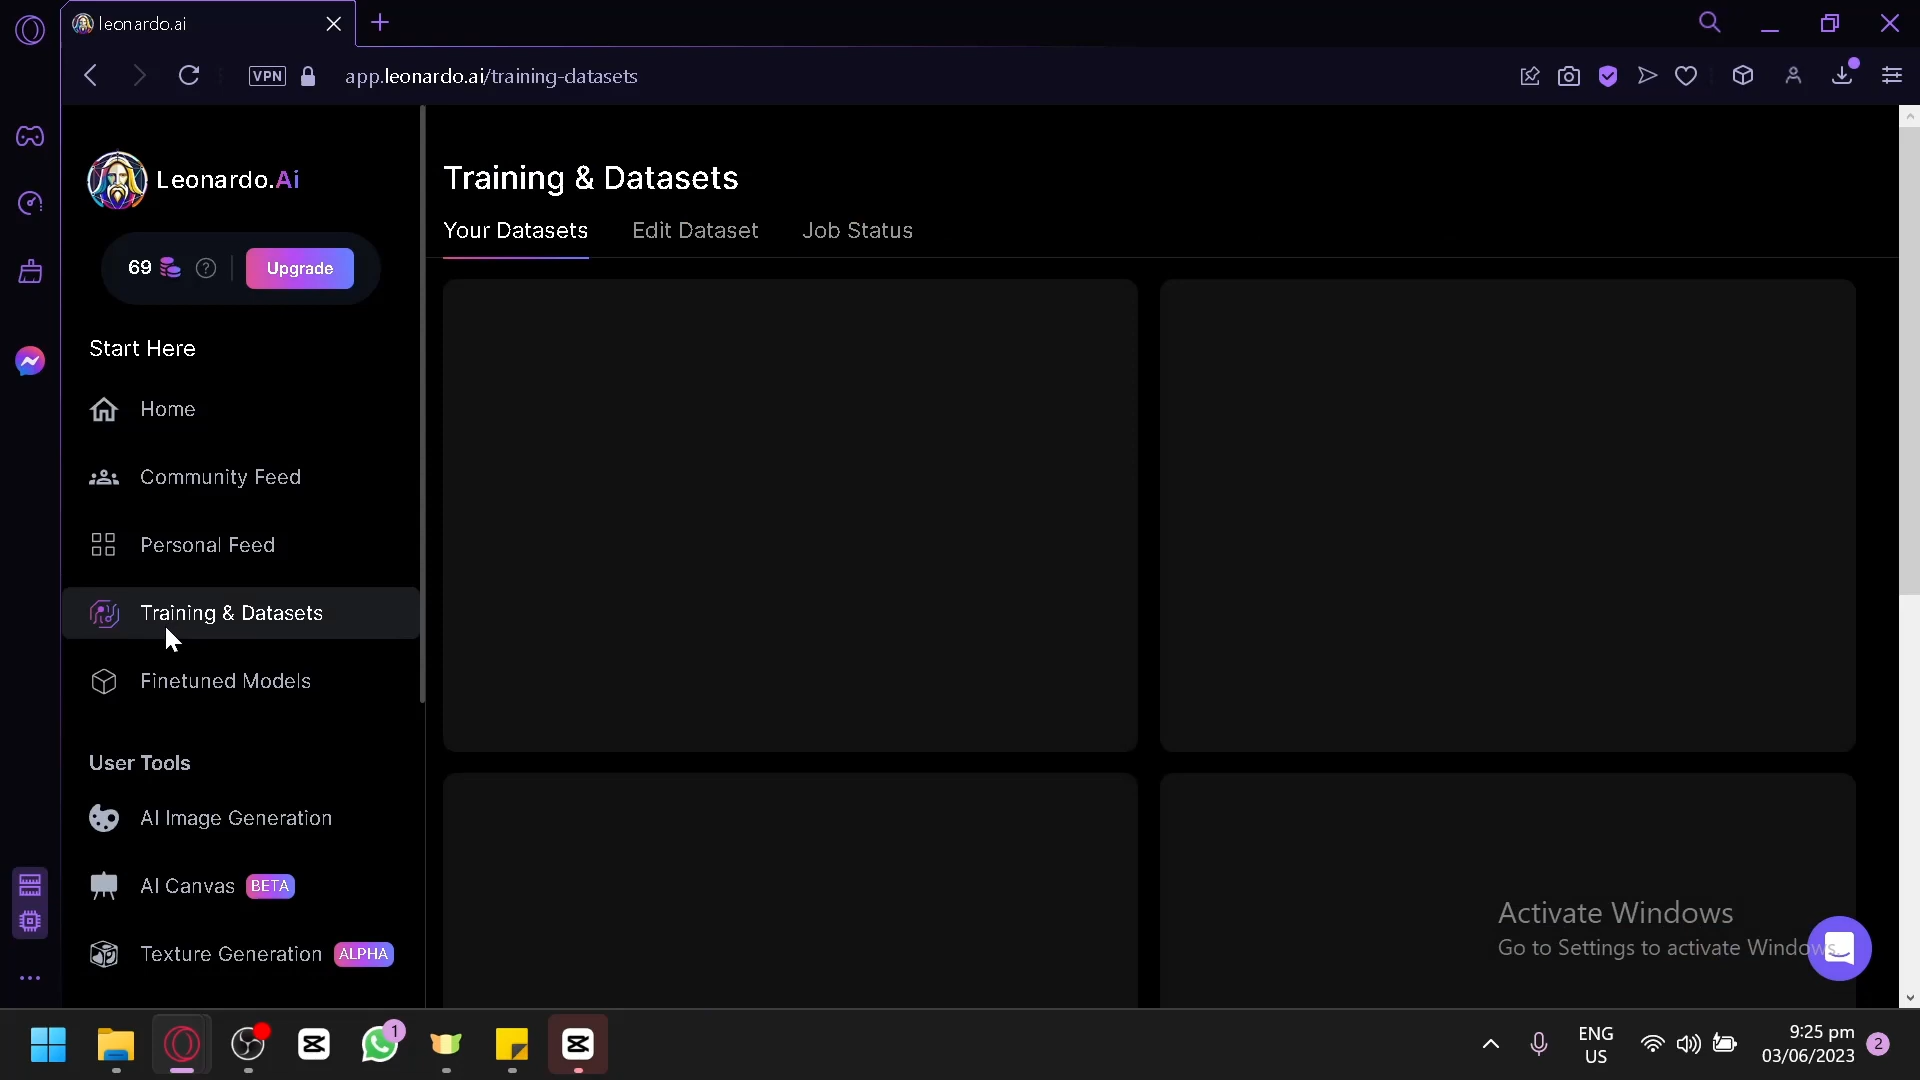 leonardo.ai
VPN
app.leonardo.ai/training-datasets
Leonardo.Ai
69
?
Upgrade
Start Here
Home
Community Feed
Personal Feed
Training & Datasets
Finetuned Models
User Tools
AI Image Generation
AI Canvas BETA
Texture Generation ALPHA
Training & Datasets
Your Datasets
Edit Dataset
Job Status
Activate Windows
Go to Settings to activate Windows.
1
ENG
US
9:25 pm
03/06/2023
2